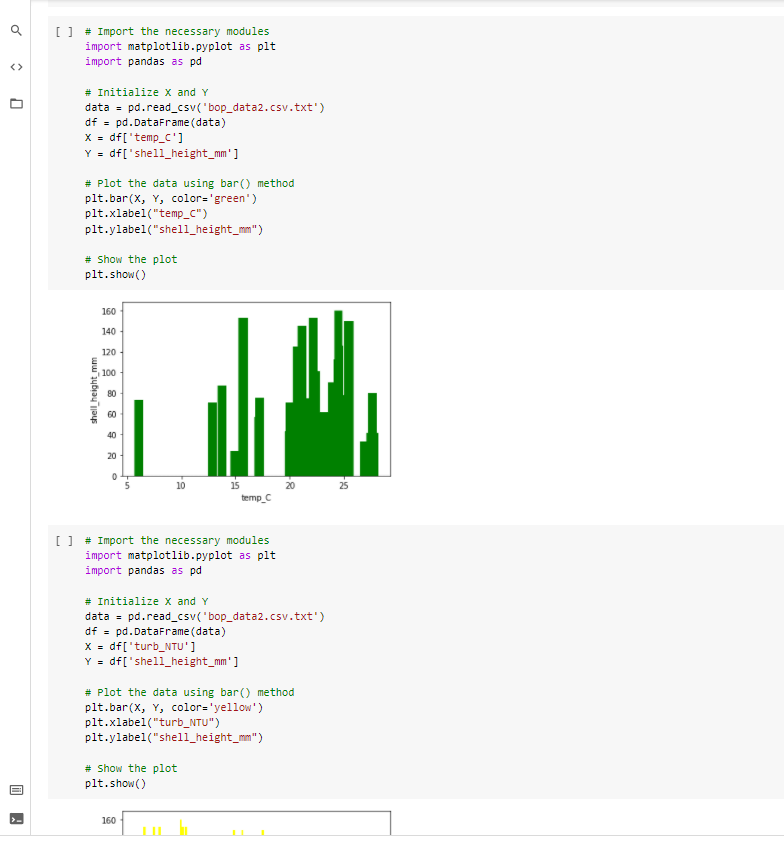 [ ] # Import the necessary modules
import matplotlib.pyplot as plt
import pandas as pd
# Initialize X and Y
data = pd.read_csv('bop_data2.csv.txt')
df = pd.DataFrame(data)
X = df['temp_C']
Y = df['shell_height_mm']
# Plot the data using bar() method
plt.bar(X, Y, color='green')
plt.xlabel("temp_C")
plt.ylabel("shell_height_mm")
# Show the plot
plt.show()
160
140
120
100
80
60
40
20
0
shell_height_mm
5 10 15 20 25
temp_C
[ ] # Import the necessary modules
import matplotlib.pyplot as plt
import pandas as pd
# Initialize X and Y
data = pd.read_csv('bop_data2.csv.txt')
df = pd.DataFrame(data)
X = df['turb_NTU']
Y = df['shell_height_mm']
# Plot the data using bar() method
plt.bar(X, Y, color='yellow')
plt.xlabel("turb_NTU")
plt.ylabel("shell_height_mm")
# Show the plot
plt.show()
160